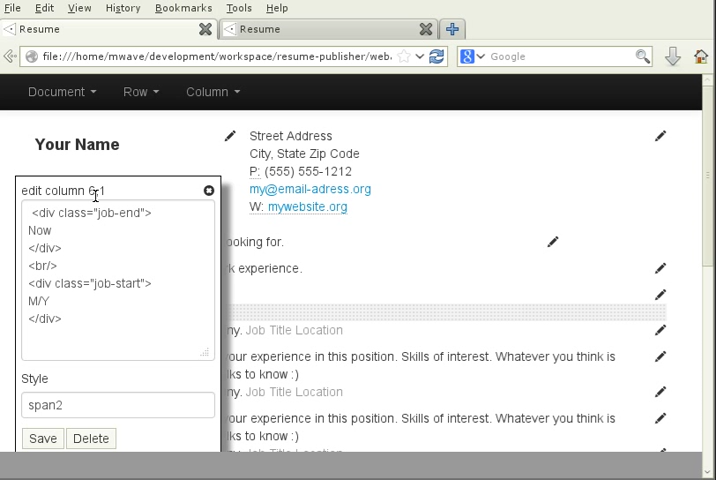 File Edit View History Bookmarks Tools Help
Resume Resume
file:///home/mwave/development/workspace/resume-publisher/web Google
Document Row Column
Your Name
Street Address
City, State Zip Code
P: (555) 555-1212
my@email-adress.org
W: mywebsite.org
edit column 6-1
<div class="job-end">
Now
</div>
<br/>
<div class="job-start">
M/Y
</div>
Style
span2
Save Delete
ooking for.
k experience.
ny. Job Title Location
our experience in this position. Skills of interest. Whatever you think is
lks to know :)
ny. Job Title Location
our experience in this position. Skills of interest. Whatever you think is
lks to know :)